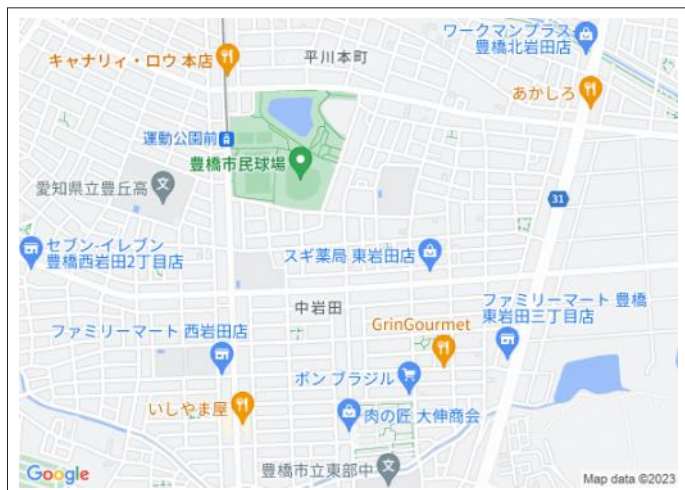 ワークマンプラス
豊橋北岩田店
キャナリィ・ロウ 本店
平川本町
あかしろ
運動公園前
豊橋市民球場
愛知県立豊丘高
31
セブン-イレブン
豊橋西岩田2丁目店
スギ薬局 東岩田店
中岩田
ファミリーマート 豊橋
東岩田三丁目店
GrinGourmet
ファミリーマート 西岩田店
ボン ブラジル
いしやま屋
肉の匠 大伸商会
豊橋市立東部中
Google
Map data ©2023